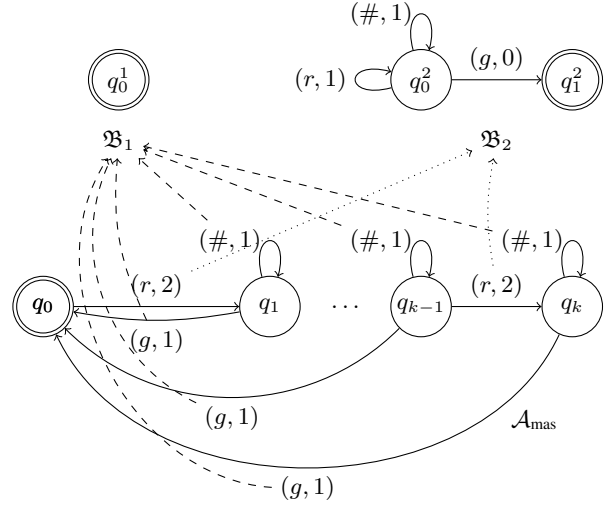 (#, 1)
(g, 0)
(r, 1)
q_0^1
q_0^2
q_1^2
𝔅_1
𝔅_2
(#, 1)
(#, 1)
(#, 1)
(r, 2)
(r, 2)
q_0
q_1
...
q_{k−1}
q_k
(g, 1)
(g, 1)
𝒜_mas
(g, 1)